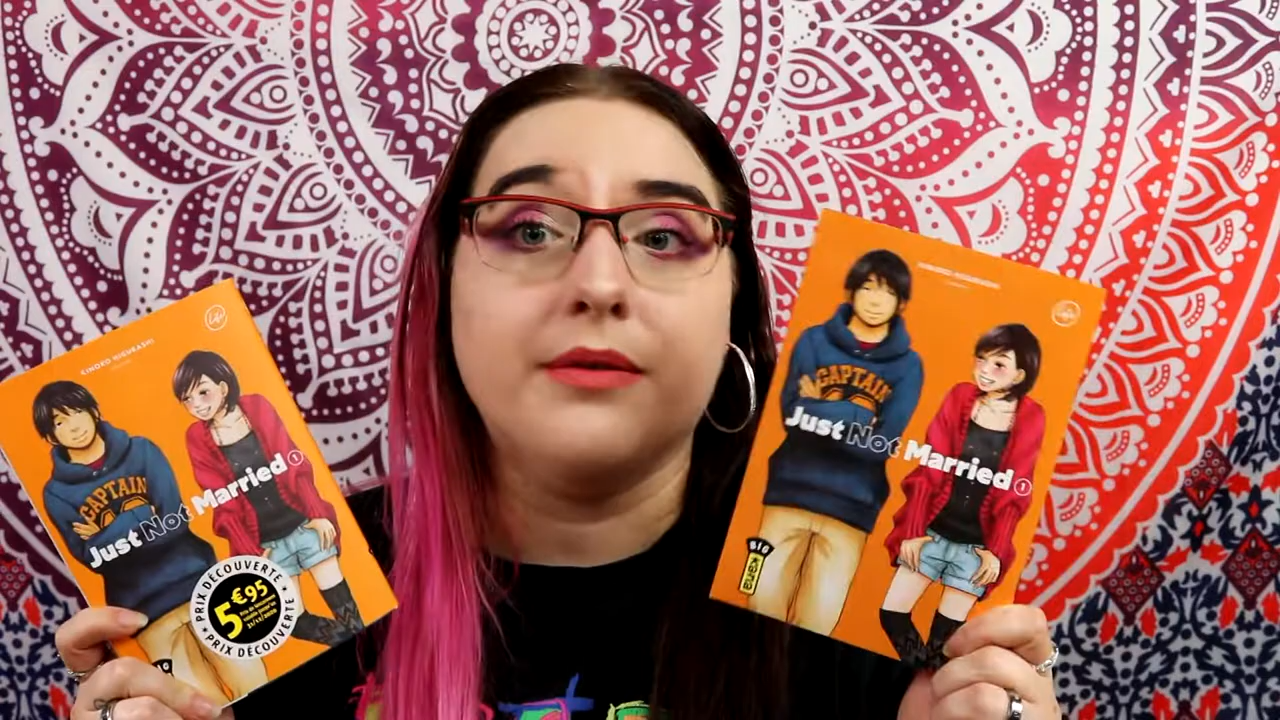 KINOKO HIGURASHI
CAPTAIN
Just Not Married 1
PRIX DÉCOUVERTE
5€95
PRIX DÉCOUVERTE
KINOKO HIGURASHI
CAPTAIN
Just Not Married 1
BIG
KANA